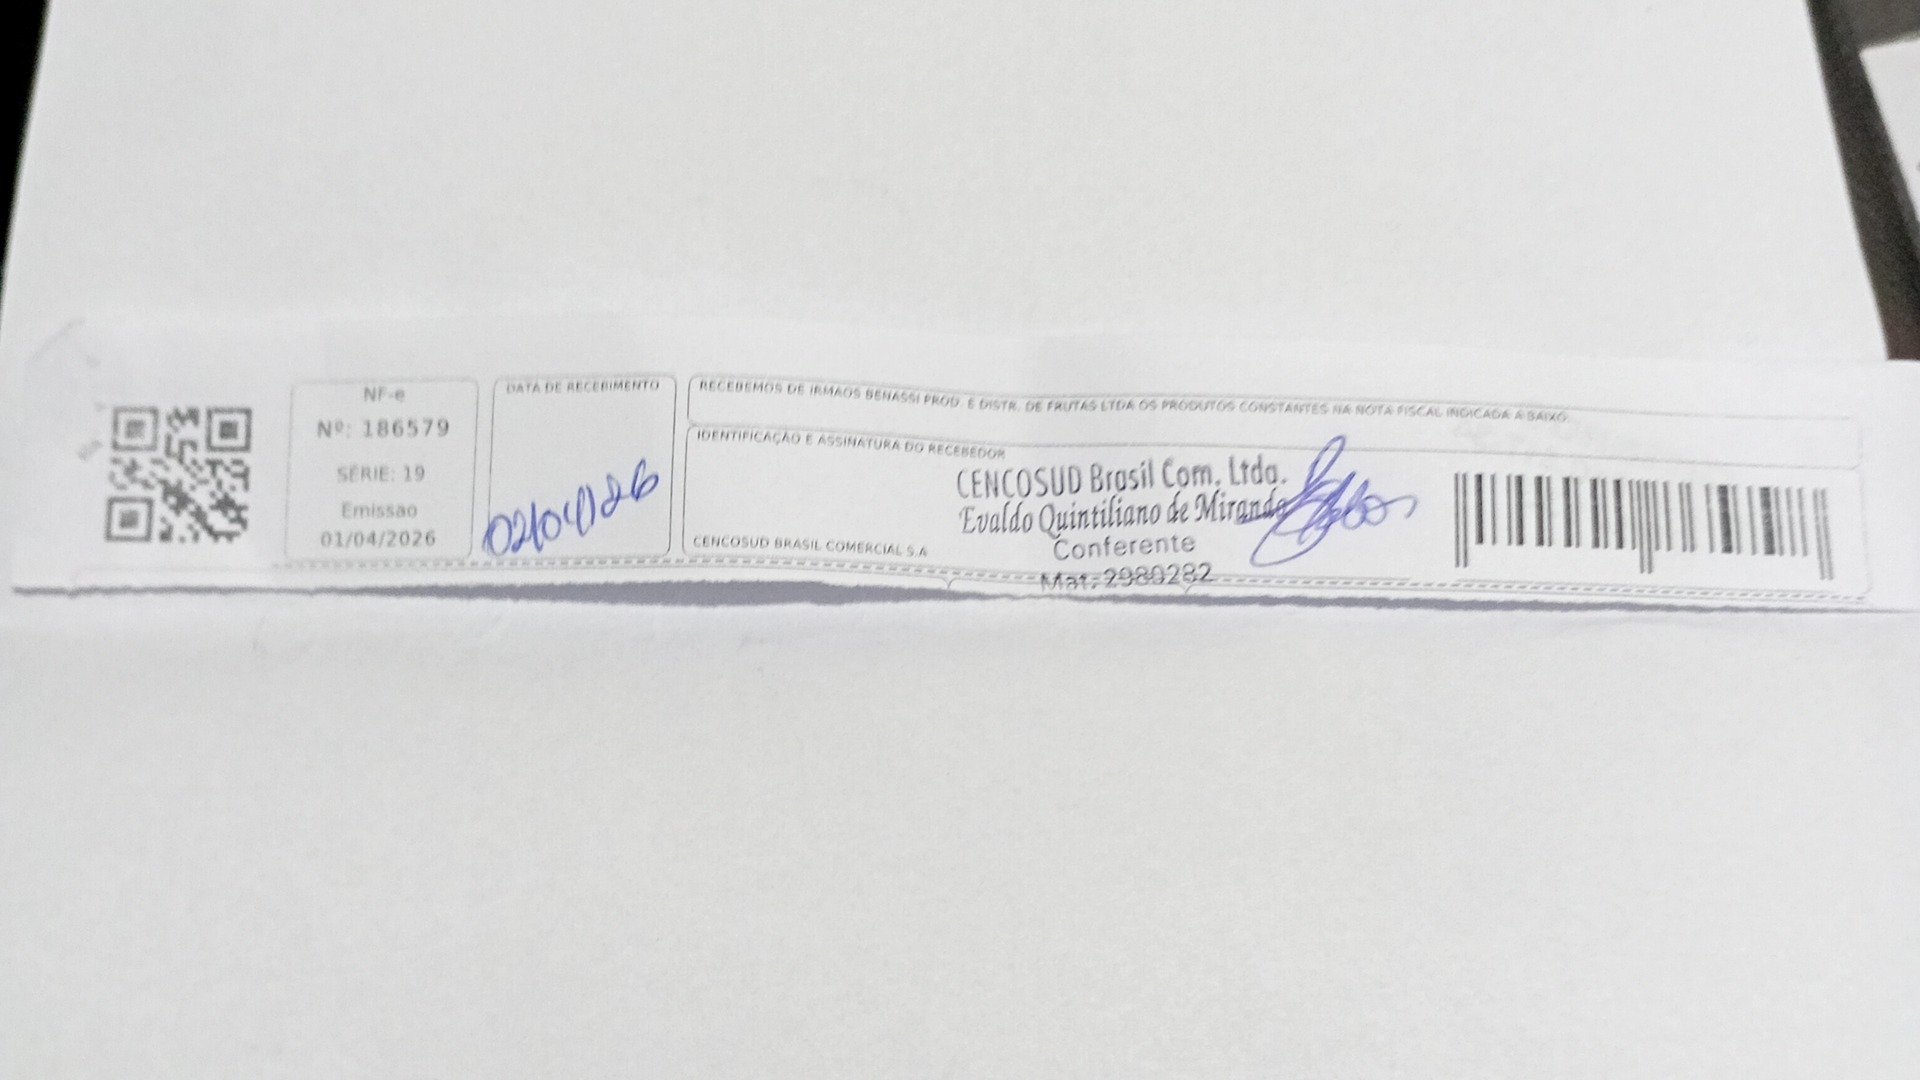 NF-e
Nº: 186579
SÉRIE: 19
Emissao
01/04/2026
DATA DE RECEBIMENTO
02/04/26
RECEBEMOS DE IRMAOS BENASSI PROD. E DISTR. DE FRUTAS LTDA OS PRODUTOS CONSTANTES NA NOTA FISCAL INDICADA A BAIXO
IDENTIFICAÇÃO E ASSINATURA DO RECEBEDOR
CENCOSUD Brasil Com. Ltda.
Evaldo Quintiliano de Miranda
Conferente
Mat. 2980282
CENCOSUD BRASIL COMERCIAL S.A